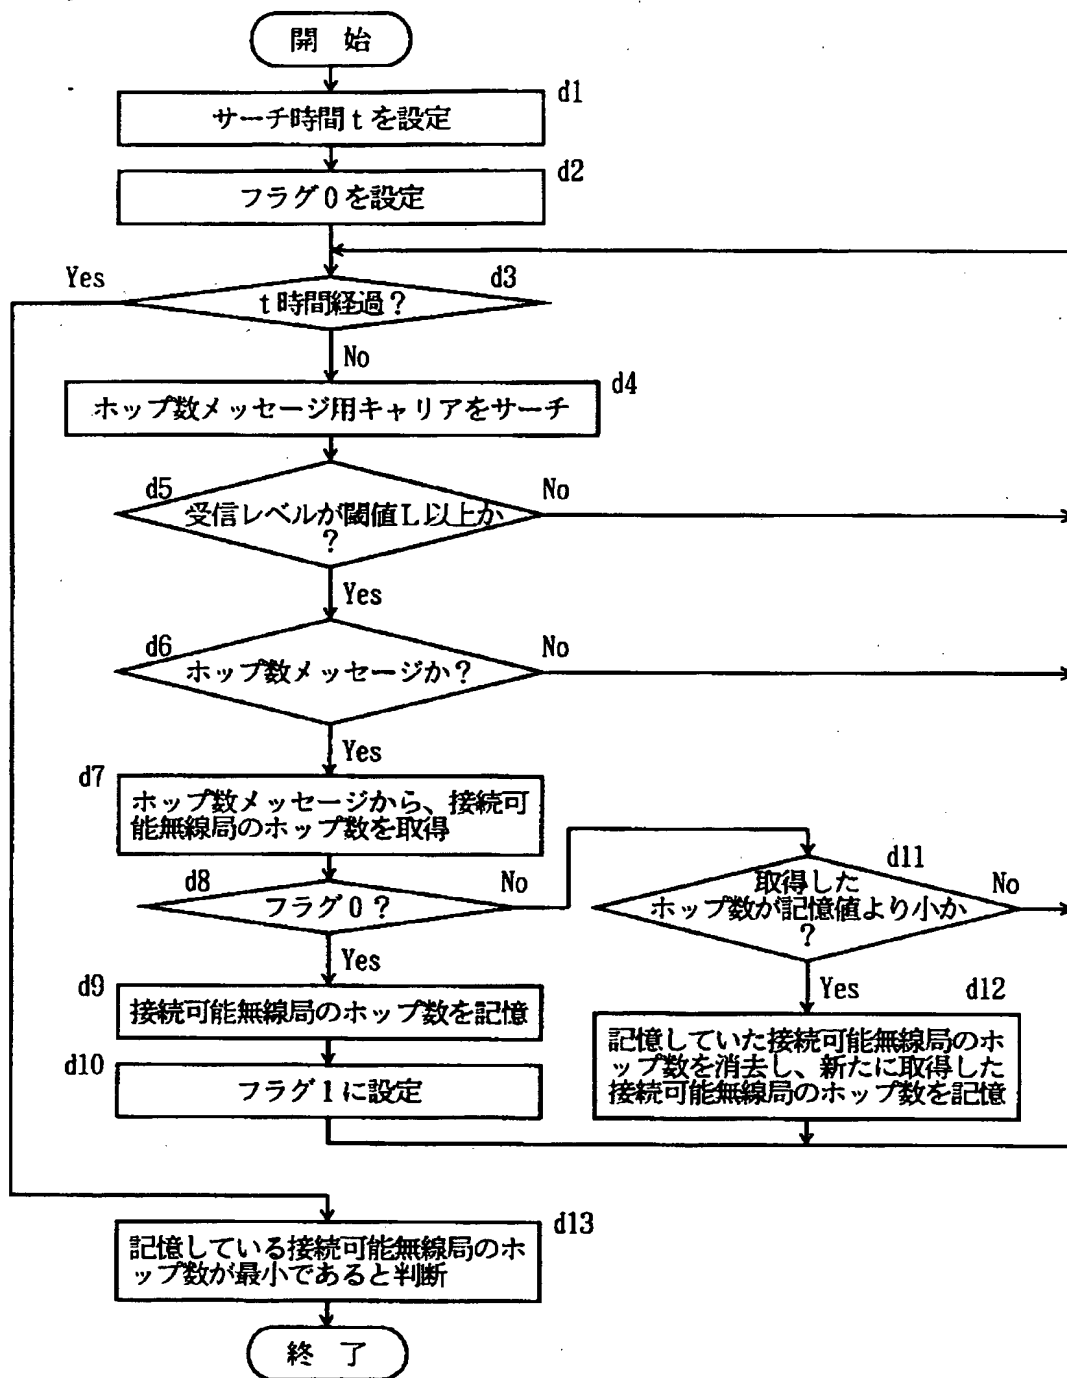 開 始
d1
サーチ時間tを設定
d2
フラグ0を設定
Yes
d3
t時間経過?
No
d4
ホップ数メッセージ用キャリアをサーチ
d5
No
受信レベルが閾値L以上か
?
Yes
d6
No
ホップ数メッセージか?
Yes
d7
ホップ数メッセージから、接続可
能無線局のホップ数を取得
d8
No
フラグ0?
d11
No
取得した
ホップ数が記憶値より小か
?
Yes
Yes
d9
接続可能無線局のホップ数を記憶
d10
フラグ1に設定
d12
記憶していた接続可能無線局のホ
ップ数を消去し、新たに取得した
接続可能無線局のホップ数を記憶
d13
記憶している接続可能無線局のホ
ップ数が最小であると判断
終 了